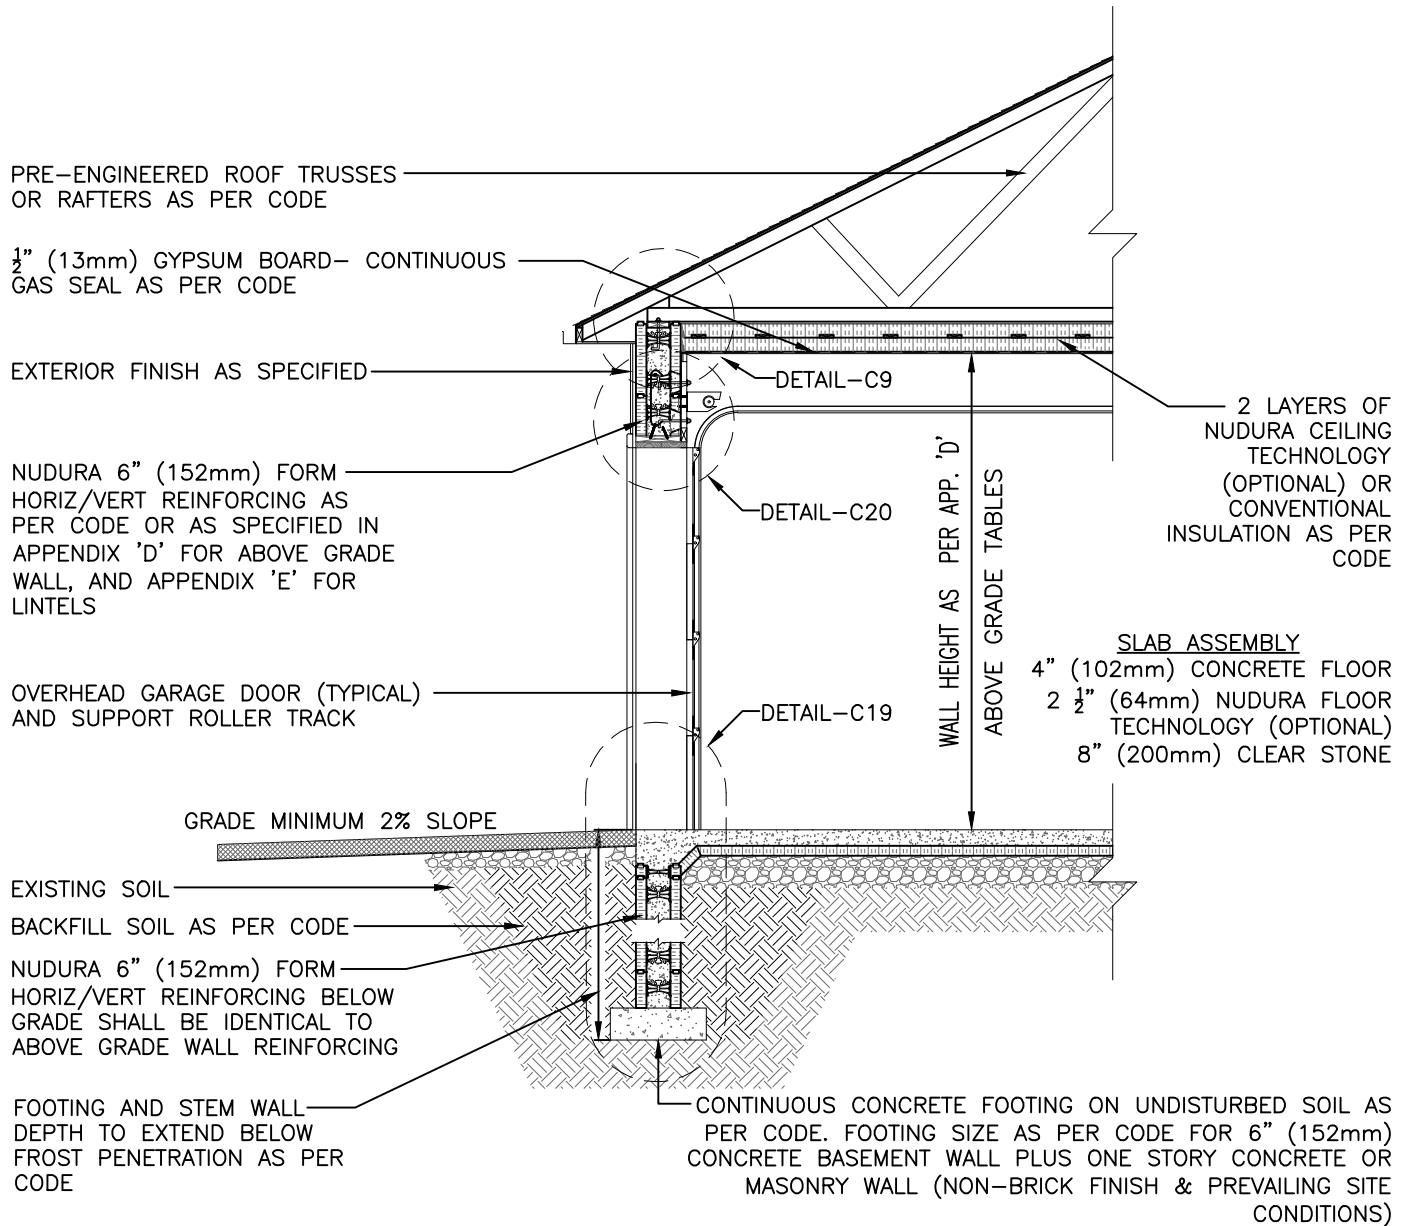 PRE-ENGINEERED ROOF TRUSSES
OR RAFTERS AS PER CODE
½" (13mm) GYPSUM BOARD- CONTINUOUS
GAS SEAL AS PER CODE
EXTERIOR FINISH AS SPECIFIED
DETAIL-C9
2 LAYERS OF
NUDURA CEILING
TECHNOLOGY
(OPTIONAL) OR
CONVENTIONAL
INSULATION AS PER
CODE
NUDURA 6" (152mm) FORM
HORIZ/VERT REINFORCING AS
PER CODE OR AS SPECIFIED IN
APPENDIX 'D' FOR ABOVE GRADE
WALL, AND APPENDIX 'E' FOR
LINTELS
DETAIL-C20
WALL HEIGHT AS PER APP. 'D'
ABOVE GRADE TABLES
SLAB ASSEMBLY
4" (102mm) CONCRETE FLOOR
2 ½" (64mm) NUDURA FLOOR
TECHNOLOGY (OPTIONAL)
8" (200mm) CLEAR STONE
OVERHEAD GARAGE DOOR (TYPICAL)
AND SUPPORT ROLLER TRACK
DETAIL-C19
GRADE MINIMUM 2% SLOPE
EXISTING SOIL
BACKFILL SOIL AS PER CODE
NUDURA 6" (152mm) FORM
HORIZ/VERT REINFORCING BELOW
GRADE SHALL BE IDENTICAL TO
ABOVE GRADE WALL REINFORCING
FOOTING AND STEM WALL
DEPTH TO EXTEND BELOW
FROST PENETRATION AS PER
CODE
CONTINUOUS CONCRETE FOOTING ON UNDISTURBED SOIL AS
PER CODE. FOOTING SIZE AS PER CODE FOR 6" (152mm)
CONCRETE BASEMENT WALL PLUS ONE STORY CONCRETE OR
MASONRY WALL (NON-BRICK FINISH & PREVAILING SITE
CONDITIONS)